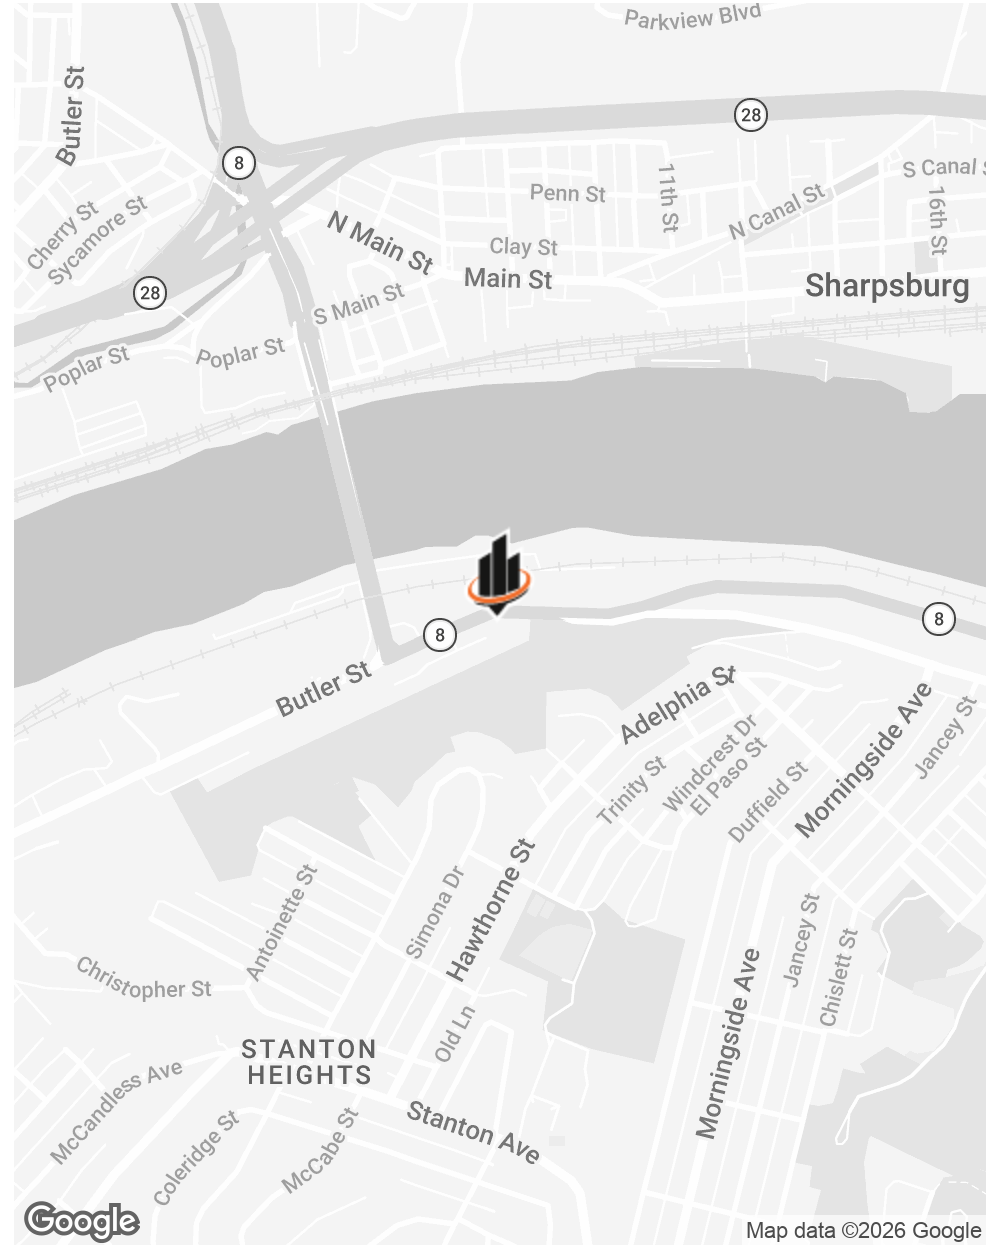 Parkview Blvd
Butler St
28
8
11th St
S Canal S
Penn St
N Canal St
16th St
Cherry St
Sycamore St
N Main St
Clay St
Main St
Sharpsburg
28
S Main St
Poplar St
Poplar St
8
8
Butler St
Adelphia St
Morningside Ave
Jancey St
Windcrest Dr
El Paso St
Trinity St
Duffield St
Hawthorne St
Simona Dr
Antoinette St
Jancey St
Chislett St
Christopher St
Morningside Ave
Old Ln
STANTON
HEIGHTS
McCandless Ave
Stanton Ave
Coleridge St
McCabe St
Google
Map data ©2026 Google